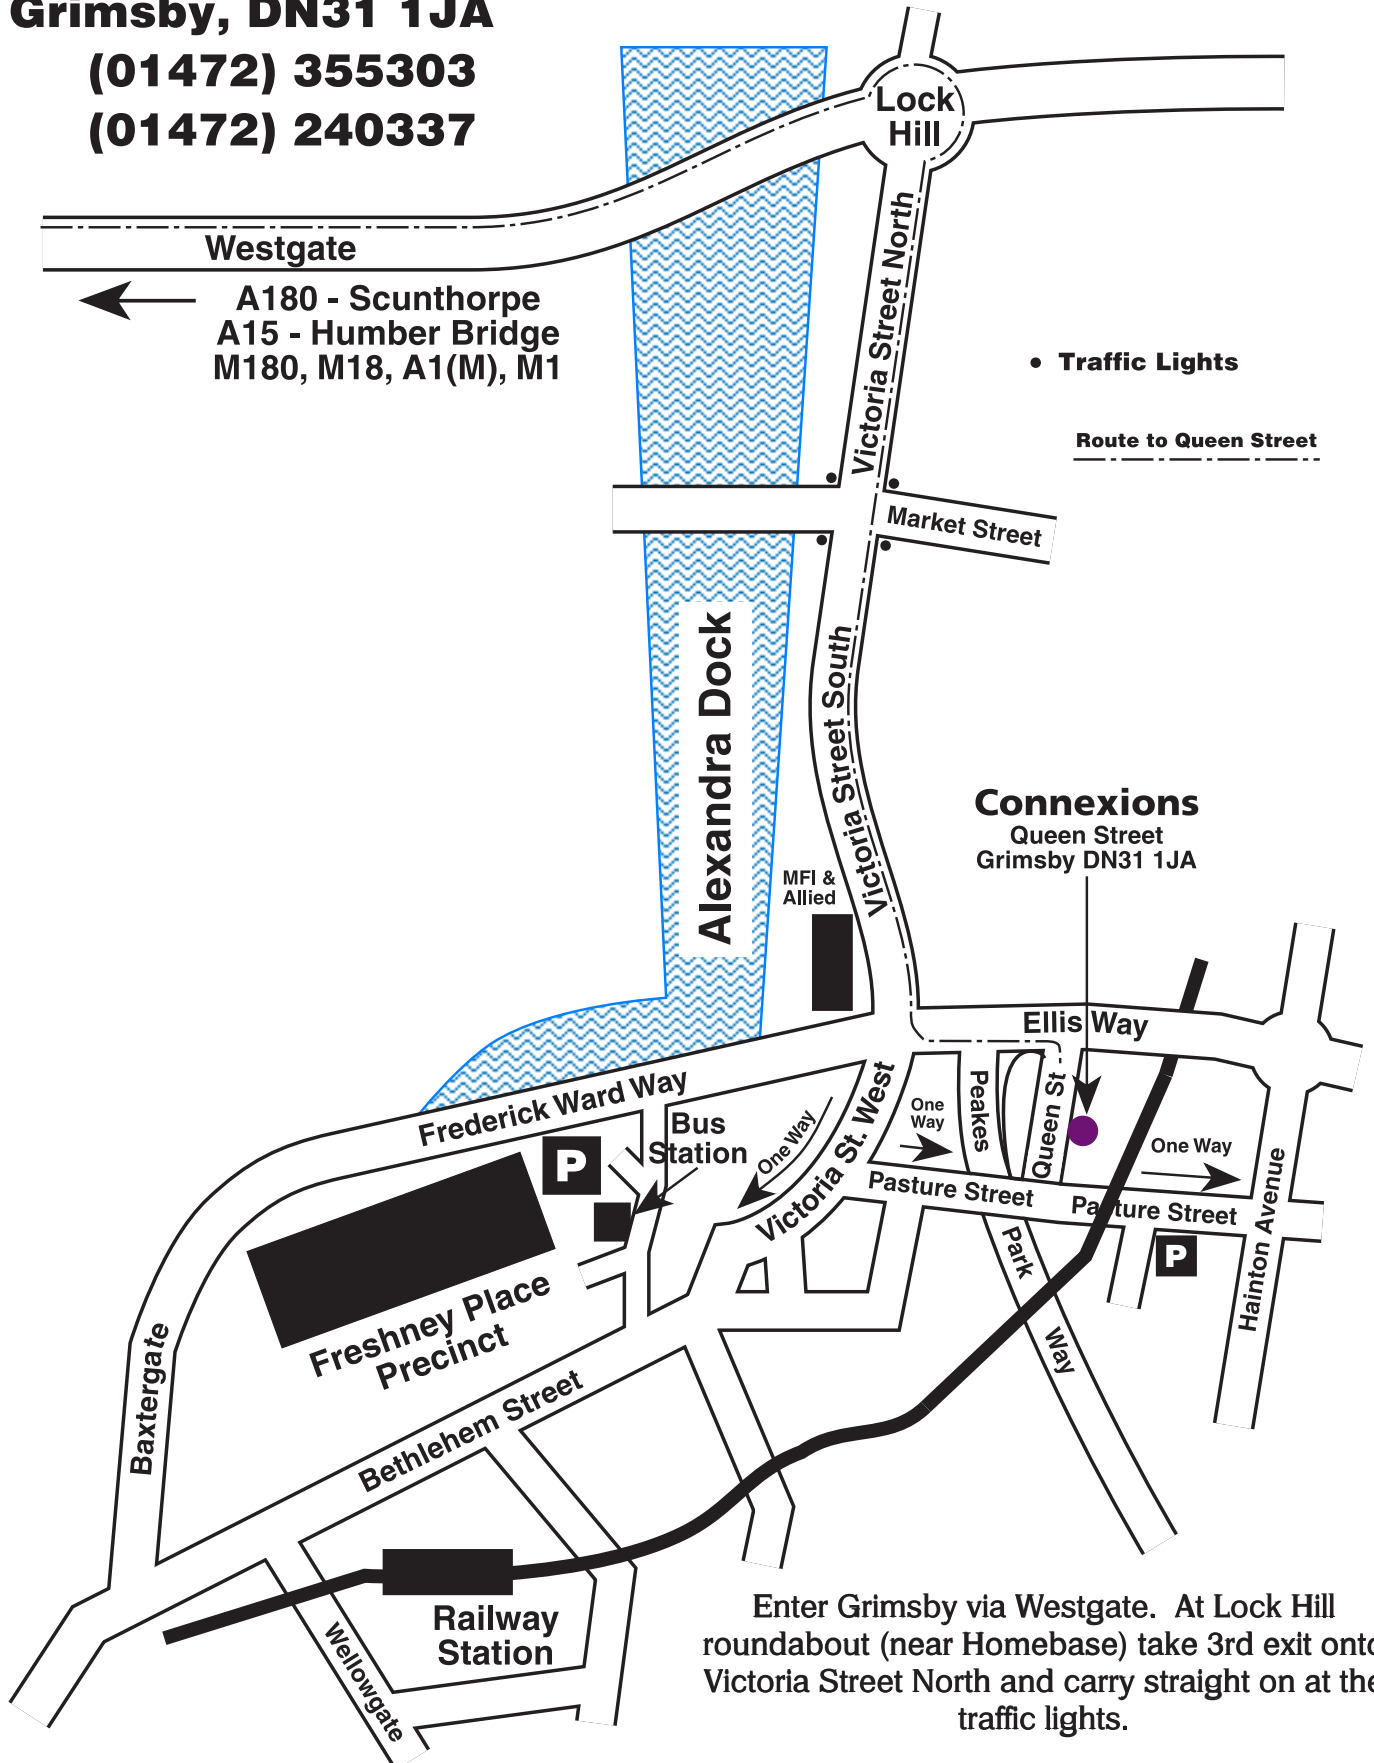 Grimsby, DN31 1JA
(01472) 355303
(01472) 240337
Lock
Hill
Westgate
A180 - Scunthorpe
A15 - Humber Bridge
M180, M18, A1(M), M1
Victoria Street North
Traffic Lights
Route to Queen Street
Market Street
Alexandra Dock
Victoria Street South
Connexions
Queen Street
Grimsby DN31 1JA
MFI &
Allied
Ellis Way
Frederick Ward Way
Bus
Station
P
One Way
Victoria St. West
One
Way
Peakes
Queen St
One Way
Pasture Street
Pasture Street
P
Park
Way
Hainton Avenue
Freshney Place
Precinct
Baxtergate
Bethlehem Street
Railway
Station
Wellowgate
Enter Grimsby via Westgate. At Lock Hill
roundabout (near Homebase) take 3rd exit onto
Victoria Street North and carry straight on at the
traffic lights.